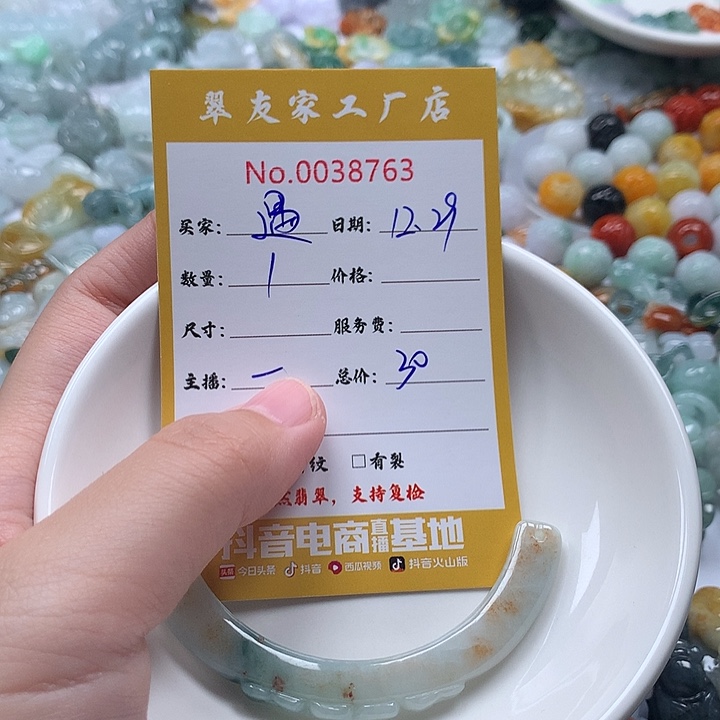 翠友家工厂店
No.0038763
买家: 遇 日期: 12.29
数量: 1 价格:
尺寸: 服务费:
主播: 一 总价: 30
纹 □有裂
翡翠，支持复检
抖音电商直播基地
头条 今日头条 抖音 西瓜视频 抖音火山版